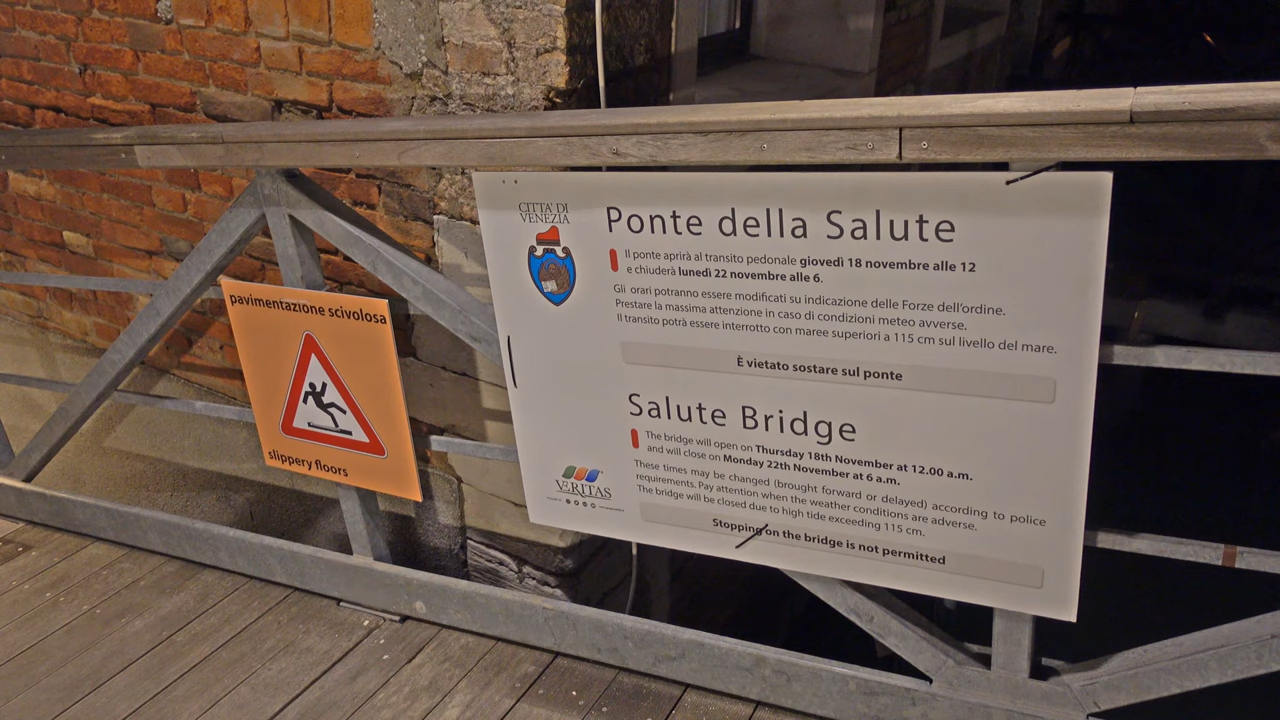 pavimentazione scivolosa
slippery floors
CITTA' DI
VENEZIA
Ponte della Salute
Il ponte aprirà al transito pedonale giovedì 18 novembre alle 12
e chiuderà lunedì 22 novembre alle 6.
Gli orari potranno essere modificati su indicazione delle Forze dell'ordine.
Prestare la massima attenzione in caso di condizioni meteo avverse.
Il transito potrà essere interrotto con maree superiori a 115 cm sul livello del mare.
È vietato sostare sul ponte
Salute Bridge
The bridge will open on Thursday 18th November at 12.00 a.m.
and will close on Monday 22th November at 6 a.m.
These times may be changed (brought forward or delayed) according to police
requirements. Pay attention when the weather conditions are adverse.
The bridge will be closed due to high tide exceeding 115 cm.
Stopping on the bridge is not permitted
VERITAS